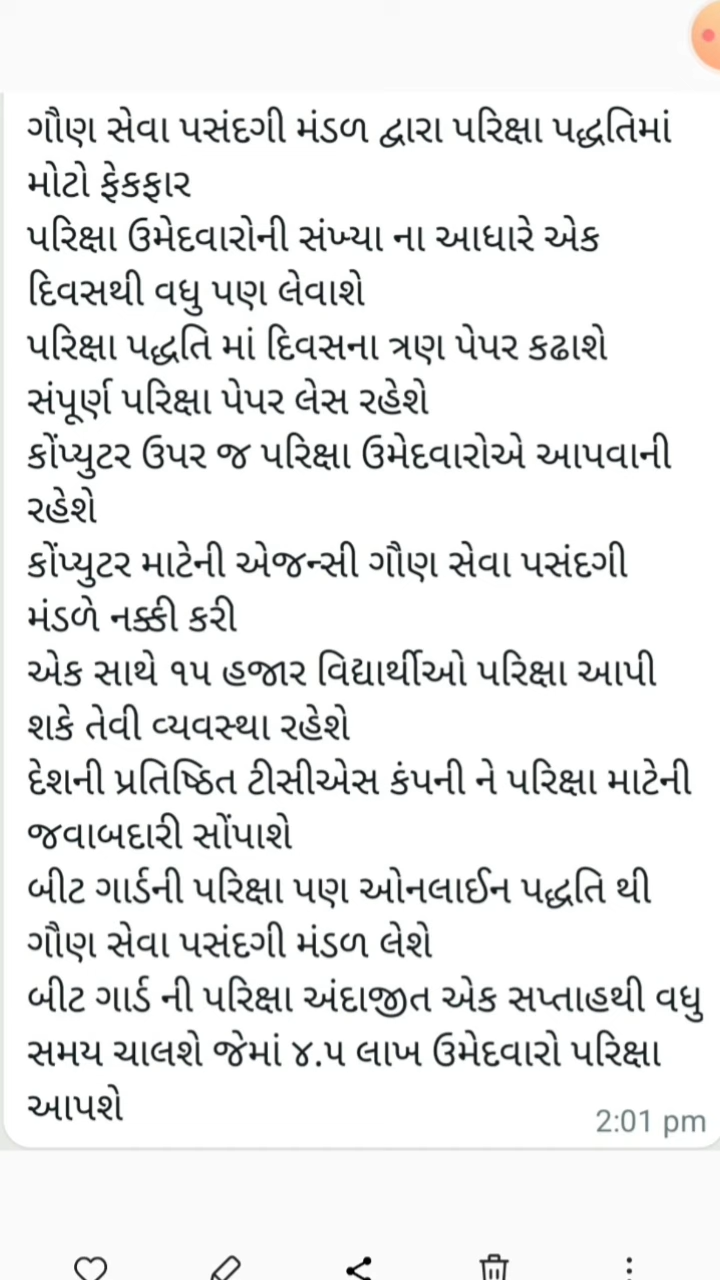 ગૌણ સેવા પસંદગી મંડળ દ્વારા પરિક્ષા પદ્ધતિમાં
મોટો ફેકફાર
પરિક્ષા ઉમેદવારોની સંખ્યા ના આધારે એક
દિવસથી વધુ પણ લેવાશે
પરિક્ષા પદ્ધતિ માં દિવસના ત્રણ પેપર કઢાશે
સંપૂર્ણ પરિક્ષા પેપર લેસ રહેશે
કોંપ્યુટર ઉપર જ પરિક્ષા ઉમેદવારોએ આપવાની
રહેશે
કોંપ્યુટર માટેની એજન્સી ગૌણ સેવા પસંદગી
મંડળે નક્કી કરી
એક સાથે ૧૫ હજાર વિદ્યાર્થીઓ પરિક્ષા આપી
શકે તેવી વ્યવસ્થા રહેશે
દેશની પ્રતિષ્ઠિત ટીસીએસ કંપની ને પરિક્ષા માટેની
જવાબદારી સોંપાશે
બીટ ગાર્ડની પરિક્ષા પણ ઓનલાઈન પદ્ધતિ થી
ગૌણ સેવા પસંદગી મંડળ લેશે
બીટ ગાર્ડ ની પરિક્ષા અંદાજીત એક સપ્તાહથી વધુ
સમય ચાલશે જેમાં ૪.૫ લાખ ઉમેદવારો પરિક્ષા
આપશે
2:01 pm